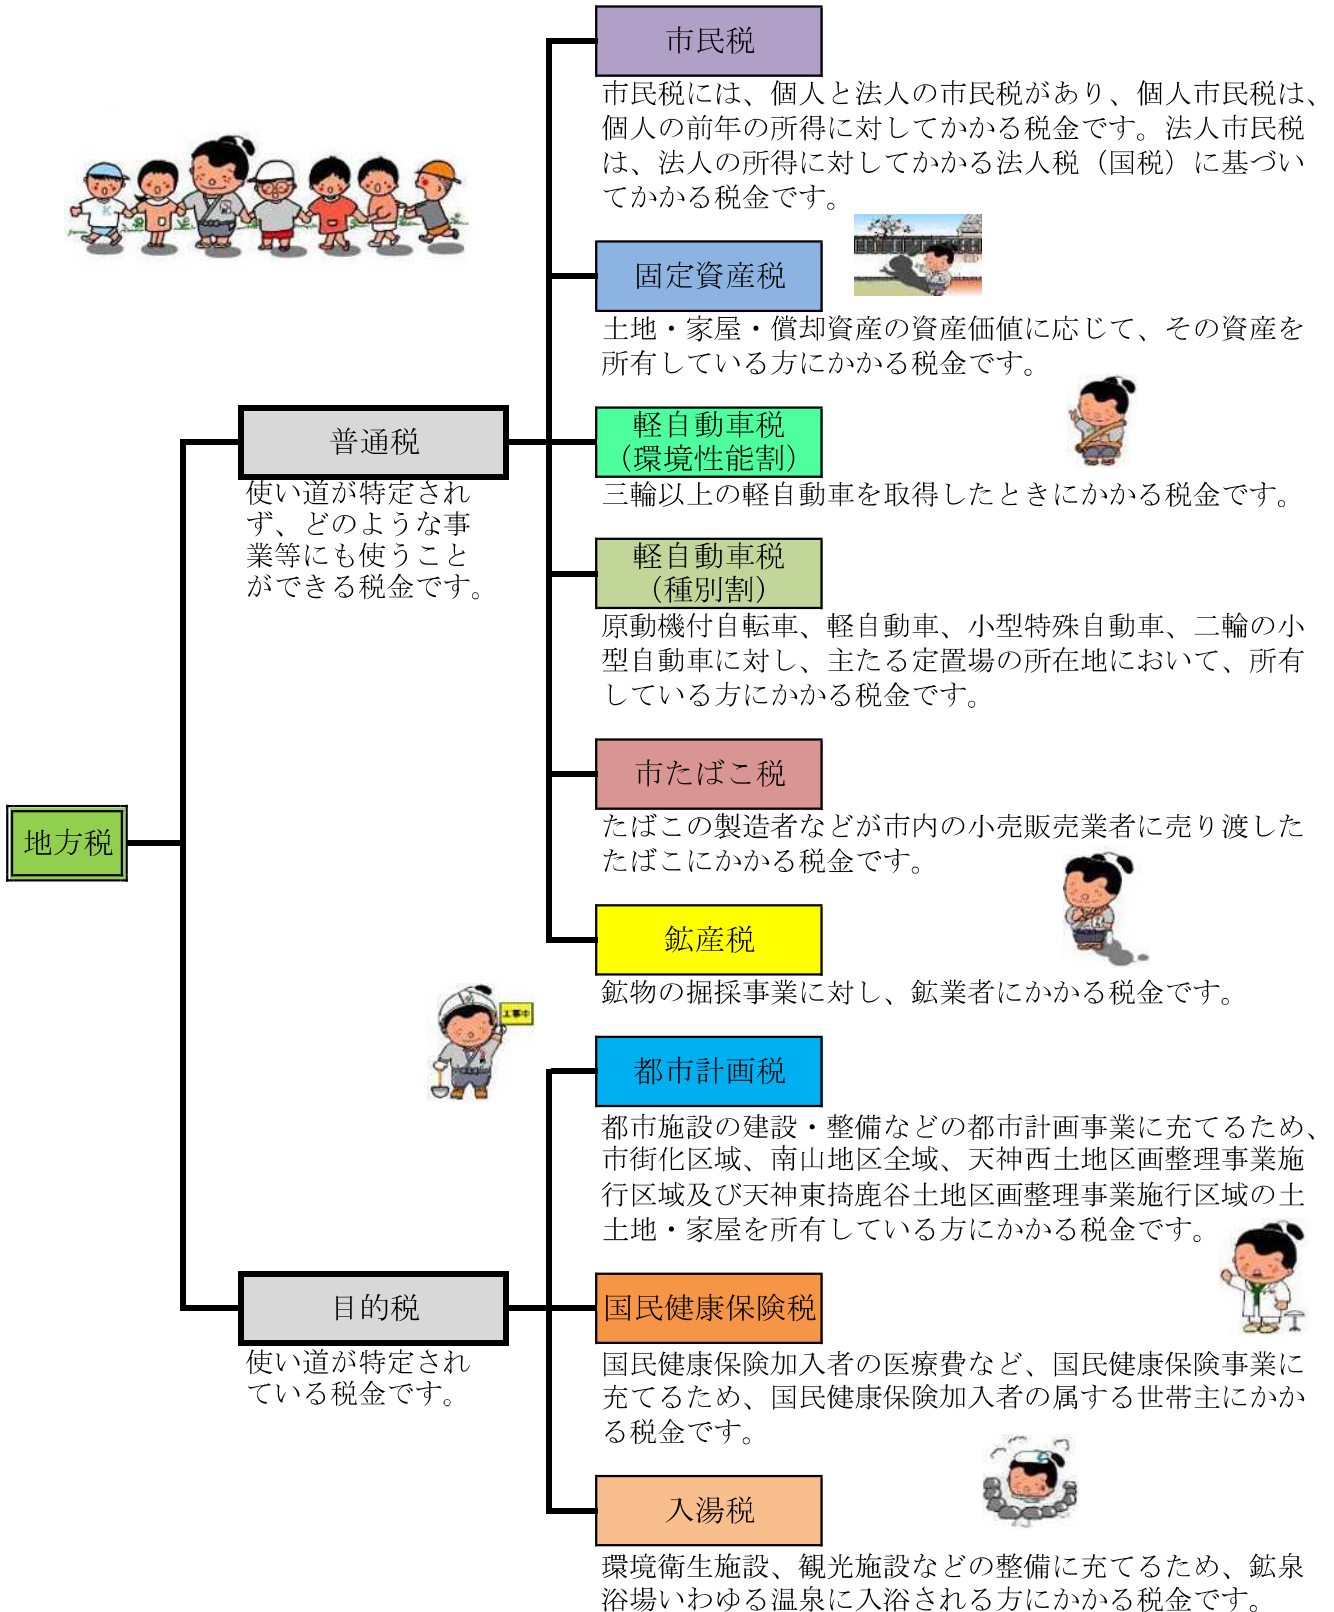 市民税
市民税には、個人と法人の市民税があり、個人市民税は、
個人の前年の所得に対してかかる税金です。法人市民税
は、法人の所得に対してかかる法人税（国税）に基づい
てかかる税金です。
固定資産税
土地・家屋・償却資産の資産価値に応じて、その資産を
所有している方にかかる税金です。
普通税
使い道が特定され
ず、どのような事
業等にも使うこと
ができる税金です。
軽自動車税
（環境性能割）
三輪以上の軽自動車を取得したときにかかる税金です。
軽自動車税
（種別割）
原動機付自転車、軽自動車、小型特殊自動車、二輪の小
型自動車に対し、主たる定置場の所在地において、所有
している方にかかる税金です。
市たばこ税
たばこの製造者などが市内の小売販売業者に売り渡した
たばこにかかる税金です。
地方税
鉱産税
鉱物の掘採事業に対し、鉱業者にかかる税金です。
工事中
都市計画税
都市施設の建設・整備などの都市計画事業に充てるため、
市街化区域、南山地区全域、天神西土地区画整理事業施
行区域及び天神東掎鹿谷土地区画整理事業施行区域の土
土地・家屋を所有している方にかかる税金です。
目的税
使い道が特定され
ている税金です。
国民健康保険税
国民健康保険加入者の医療費など、国民健康保険事業に
充てるため、国民健康保険加入者の属する世帯主にかか
る税金です。
入湯税
環境衛生施設、観光施設などの整備に充てるため、鉱泉
浴場いわゆる温泉に入浴される方にかかる税金です。